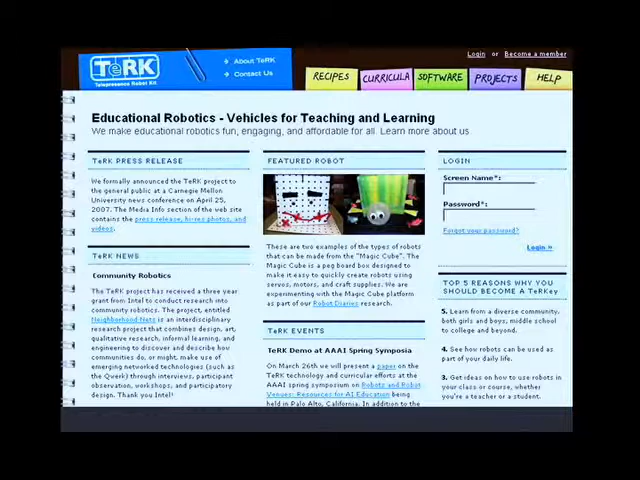 TeRK
Telepresence Robot Kit
About TeRK
Contact Us
Login or Become a member
RECIPES
CURRICULA
SOFTWARE
PROJECTS
HELP
Educational Robotics - Vehicles for Teaching and Learning
We make educational robotics fun, engaging, and affordable for all. Learn more about us.
TeRK PRESS RELEASE
We formally announced the TeRK project to
the general public at a Carnegie Mellon
University news conference on April 25,
2007. The Media Info section of the web site
contains the press release, hi-res photos, and
videos.
TeRK NEWS
Community Robotics
The TeRK project has received a three year
grant from Intel to conduct research into
community robotics. The project, entitled
Neighborhood Nets is an interdisciplinary
research project that combines design, art,
qualitative research, informal learning, and
engineering to discover and describe how
communities do, or might, make use of
emerging networked technologies (such as
the Qwerk) through interviews, participant
observation, workshops, and participatory
design. Thank you Intel!
FEATURED ROBOT
These are two examples of the types of robots
that can be made from the "Magic Cube". The
Magic Cube is a peg board box designed to
make it easy to quickly create robots using
servos, motors, and craft supplies. We are
experimenting with the Magic Cube platform
as part of our Robot Diaries research.
TeRK EVENTS
TeRK Demo at AAAI Spring Symposia
On March 26th we will present a paper on the
TeRK technology and curricular efforts at the
AAAI spring symposium on Robots and Robot
Venues: Resources for AI Education being
held in Palo Alto, California. In addition to the
LOGIN
Screen Name*:
Password*:
Forgot your password?
Login »
TOP 5 REASONS WHY YOU
SHOULD BECOME A TeRKey
5. Learn from a diverse community,
both girls and boys, middle school
to college and beyond.
4. See how robots can be used as
part of your daily life.
3. Get ideas on how to use robots in
your class or course, whether
you're a teacher or a student.